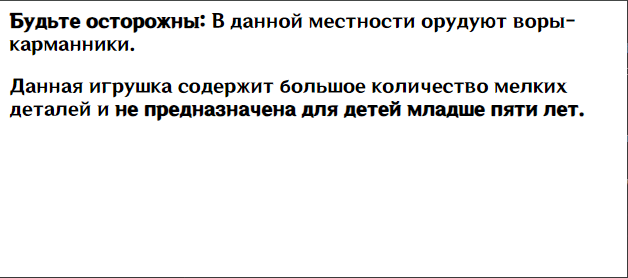 Будьте осторожны: В данной местности орудуют воры-
карманники.
Данная игрушка содержит большое количество мелких
деталей и не предназначена для детей младше пяти лет.